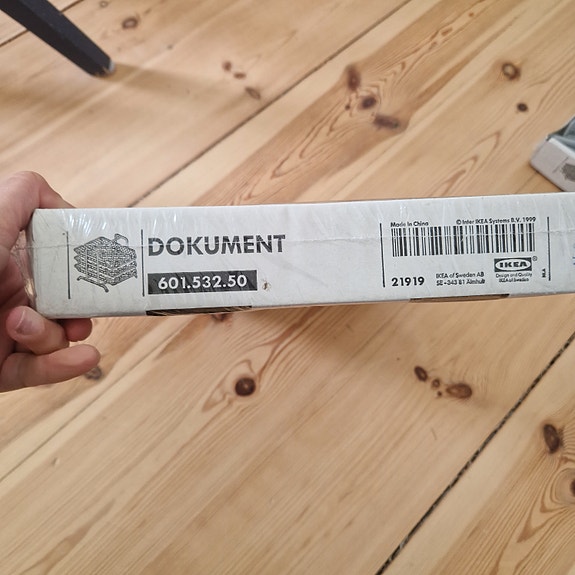 DOKUMENT
601.532.50
Made in China
© Inter IKEA Systems B.V. 1999
21919
IKEA of Sweden AB
SE-343 81 Älmhult
IKEA
Design and Quality
IKEA of Sweden